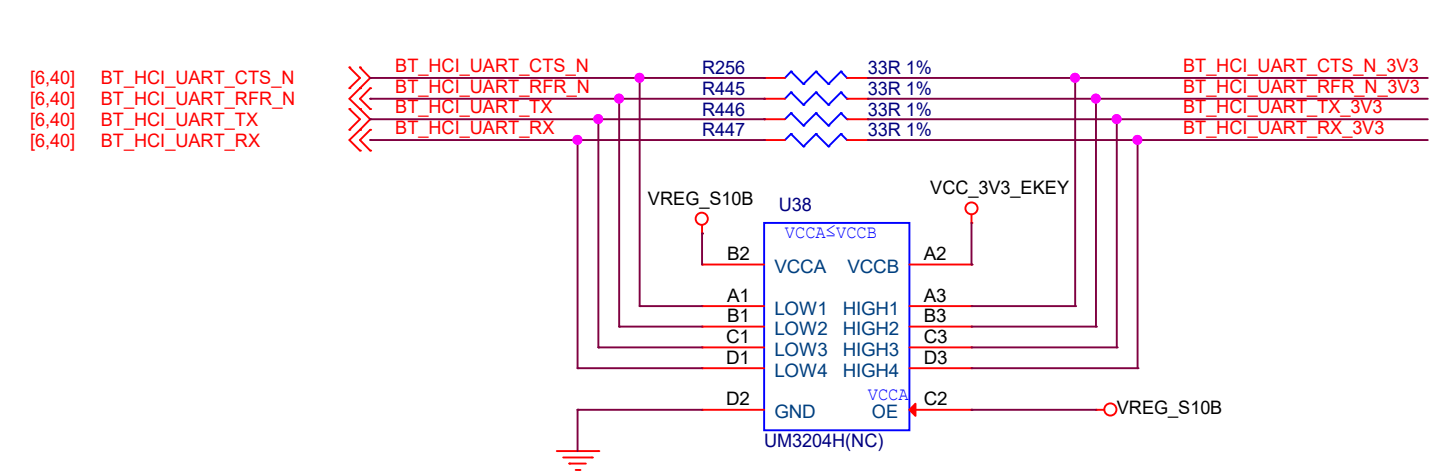 [6,40] BT_HCI_UART_CTS_N BT_HCI_UART_CTS_N R256 33R 1% BT_HCI_UART_CTS_N_3V3
[6,40] BT_HCI_UART_RFR_N BT_HCI_UART_RFR_N R445 33R 1% BT_HCI_UART_RFR_N_3V3
[6,40] BT_HCI_UART_TX BT_HCI_UART_TX R446 33R 1% BT_HCI_UART_TX_3V3
[6,40] BT_HCI_UART_RX BT_HCI_UART_RX R447 33R 1% BT_HCI_UART_RX_3V3
VREG_S10B U38 VCC_3V3_EKEY
VCCA≤VCCB
B2 VCCA VCCB A2
A1 LOW1 HIGH1 A3
B1 LOW2 HIGH2 B3
C1 LOW3 HIGH3 C3
D1 LOW4 HIGH4 D3
VCCA
D2 GND OE C2 VREG_S10B
UM3204H(NC)